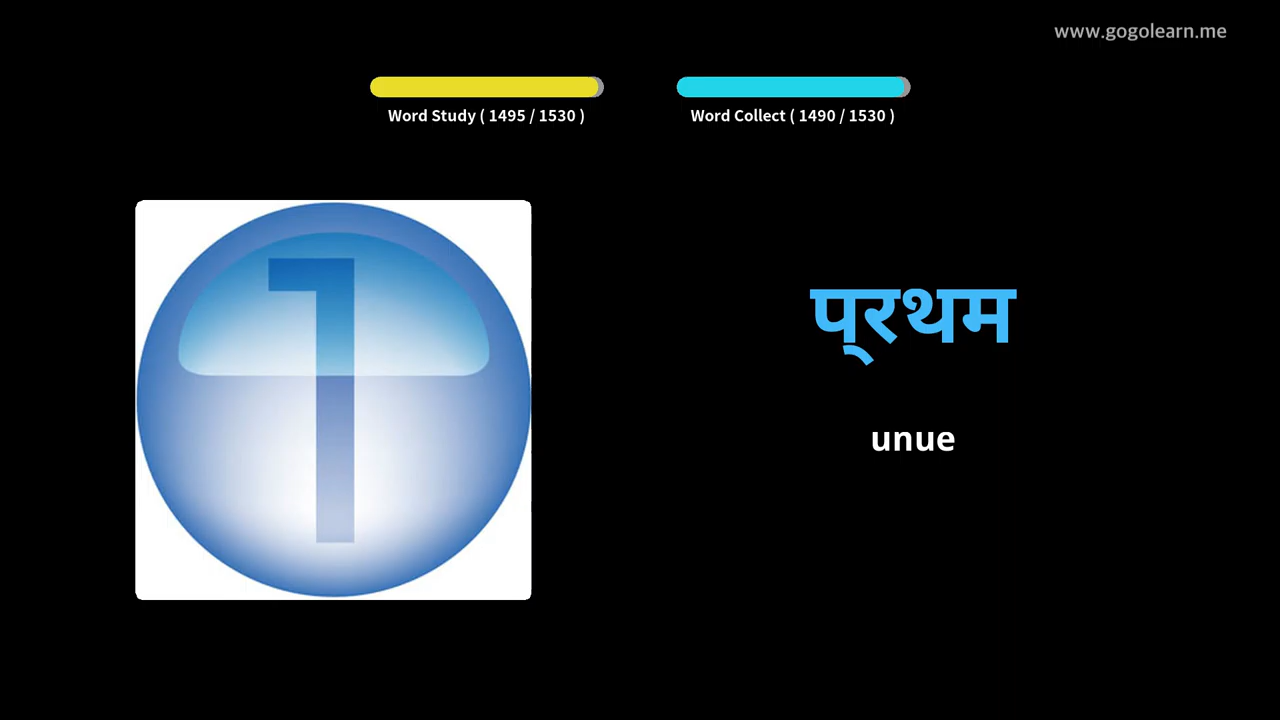 www.gogolearn.me
Word Study ( 1495 / 1530 )
Word Collect ( 1490 / 1530 )
1
प्रथम
unue